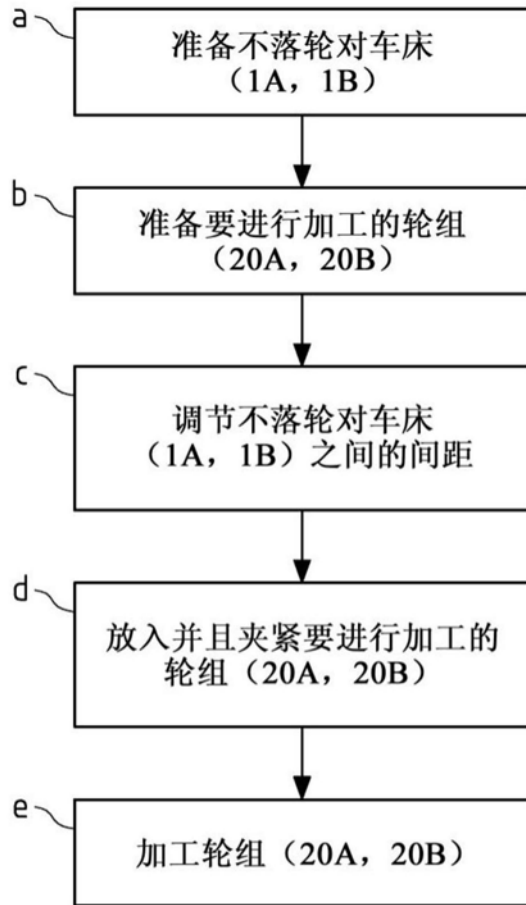 a
准备不落轮对车床
（1A，1B）
b
准备要进行加工的轮组
（20A，20B）
c
调节不落轮对车床
（1A，1B）之间的间距
d
放入并且夹紧要进行加工的
轮组（20A，20B）
e
加工轮组（20A，20B）